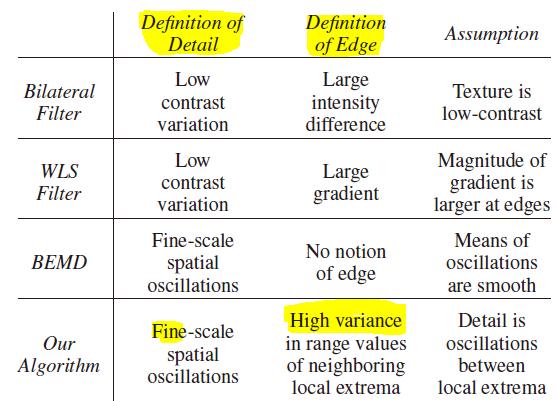 Definition of Detail Definition of Edge Assumption
Bilateral Filter Low contrast variation Large intensity difference Texture is low-contrast
WLS Filter Low contrast variation Large gradient Magnitude of gradient is larger at edges
BEMD Fine-scale spatial oscillations No notion of edge Means of oscillations are smooth
Our Algorithm Fine-scale spatial oscillations High variance in range values of neighboring local extrema Detail is oscillations between local extrema